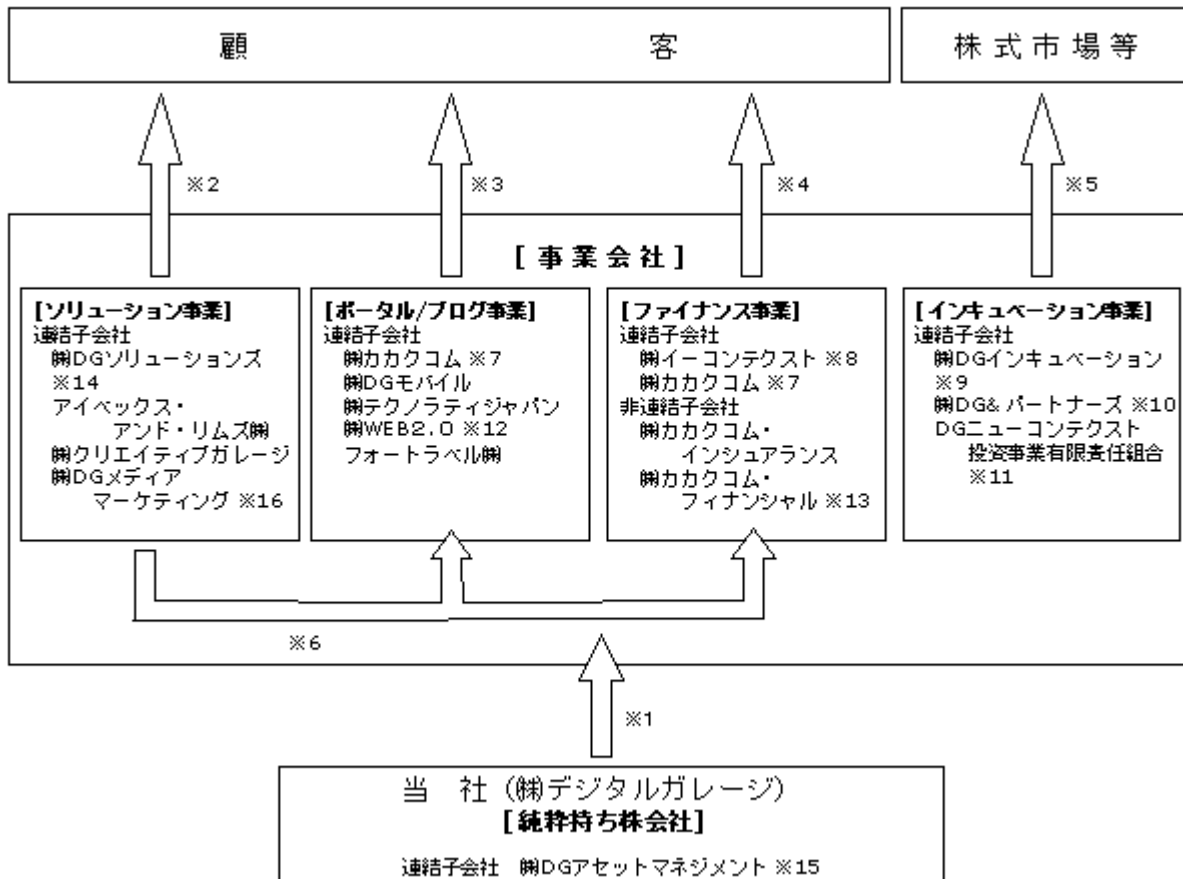 顧客
株式市場等
※2
※3
※4
※5
[事業会社]
[ソリューション事業]
連結子会社
㈱DGソリューションズ
※14
アイベックス・
アンド・リムズ㈱
㈱クリエイティブガレージ
㈱DGメディア
マーケティング ※16
[ポータル/ブログ事業]
連結子会社
㈱カカクコム ※7
㈱DGモバイル
㈱テクノラティジャパン
㈱WEB2.0 ※12
フォートラベル㈱
[ファイナンス事業]
連結子会社
㈱イーコンテクスト ※8
㈱カカクコム ※7
非連結子会社
㈱カカクコム・
インシュアランス
㈱カカクコム・
フィナンシャル ※13
[インキュベーション事業]
連結子会社
㈱DGインキュベーション
※9
㈱DG&パートナーズ ※10
DGニューコンテクスト
投資事業有限責任組合
※11
※6
※1
当社(㈱デジタルガレージ)
[純粋持ち株会社]
連結子会社 ㈱DGアセットマネジメント ※15